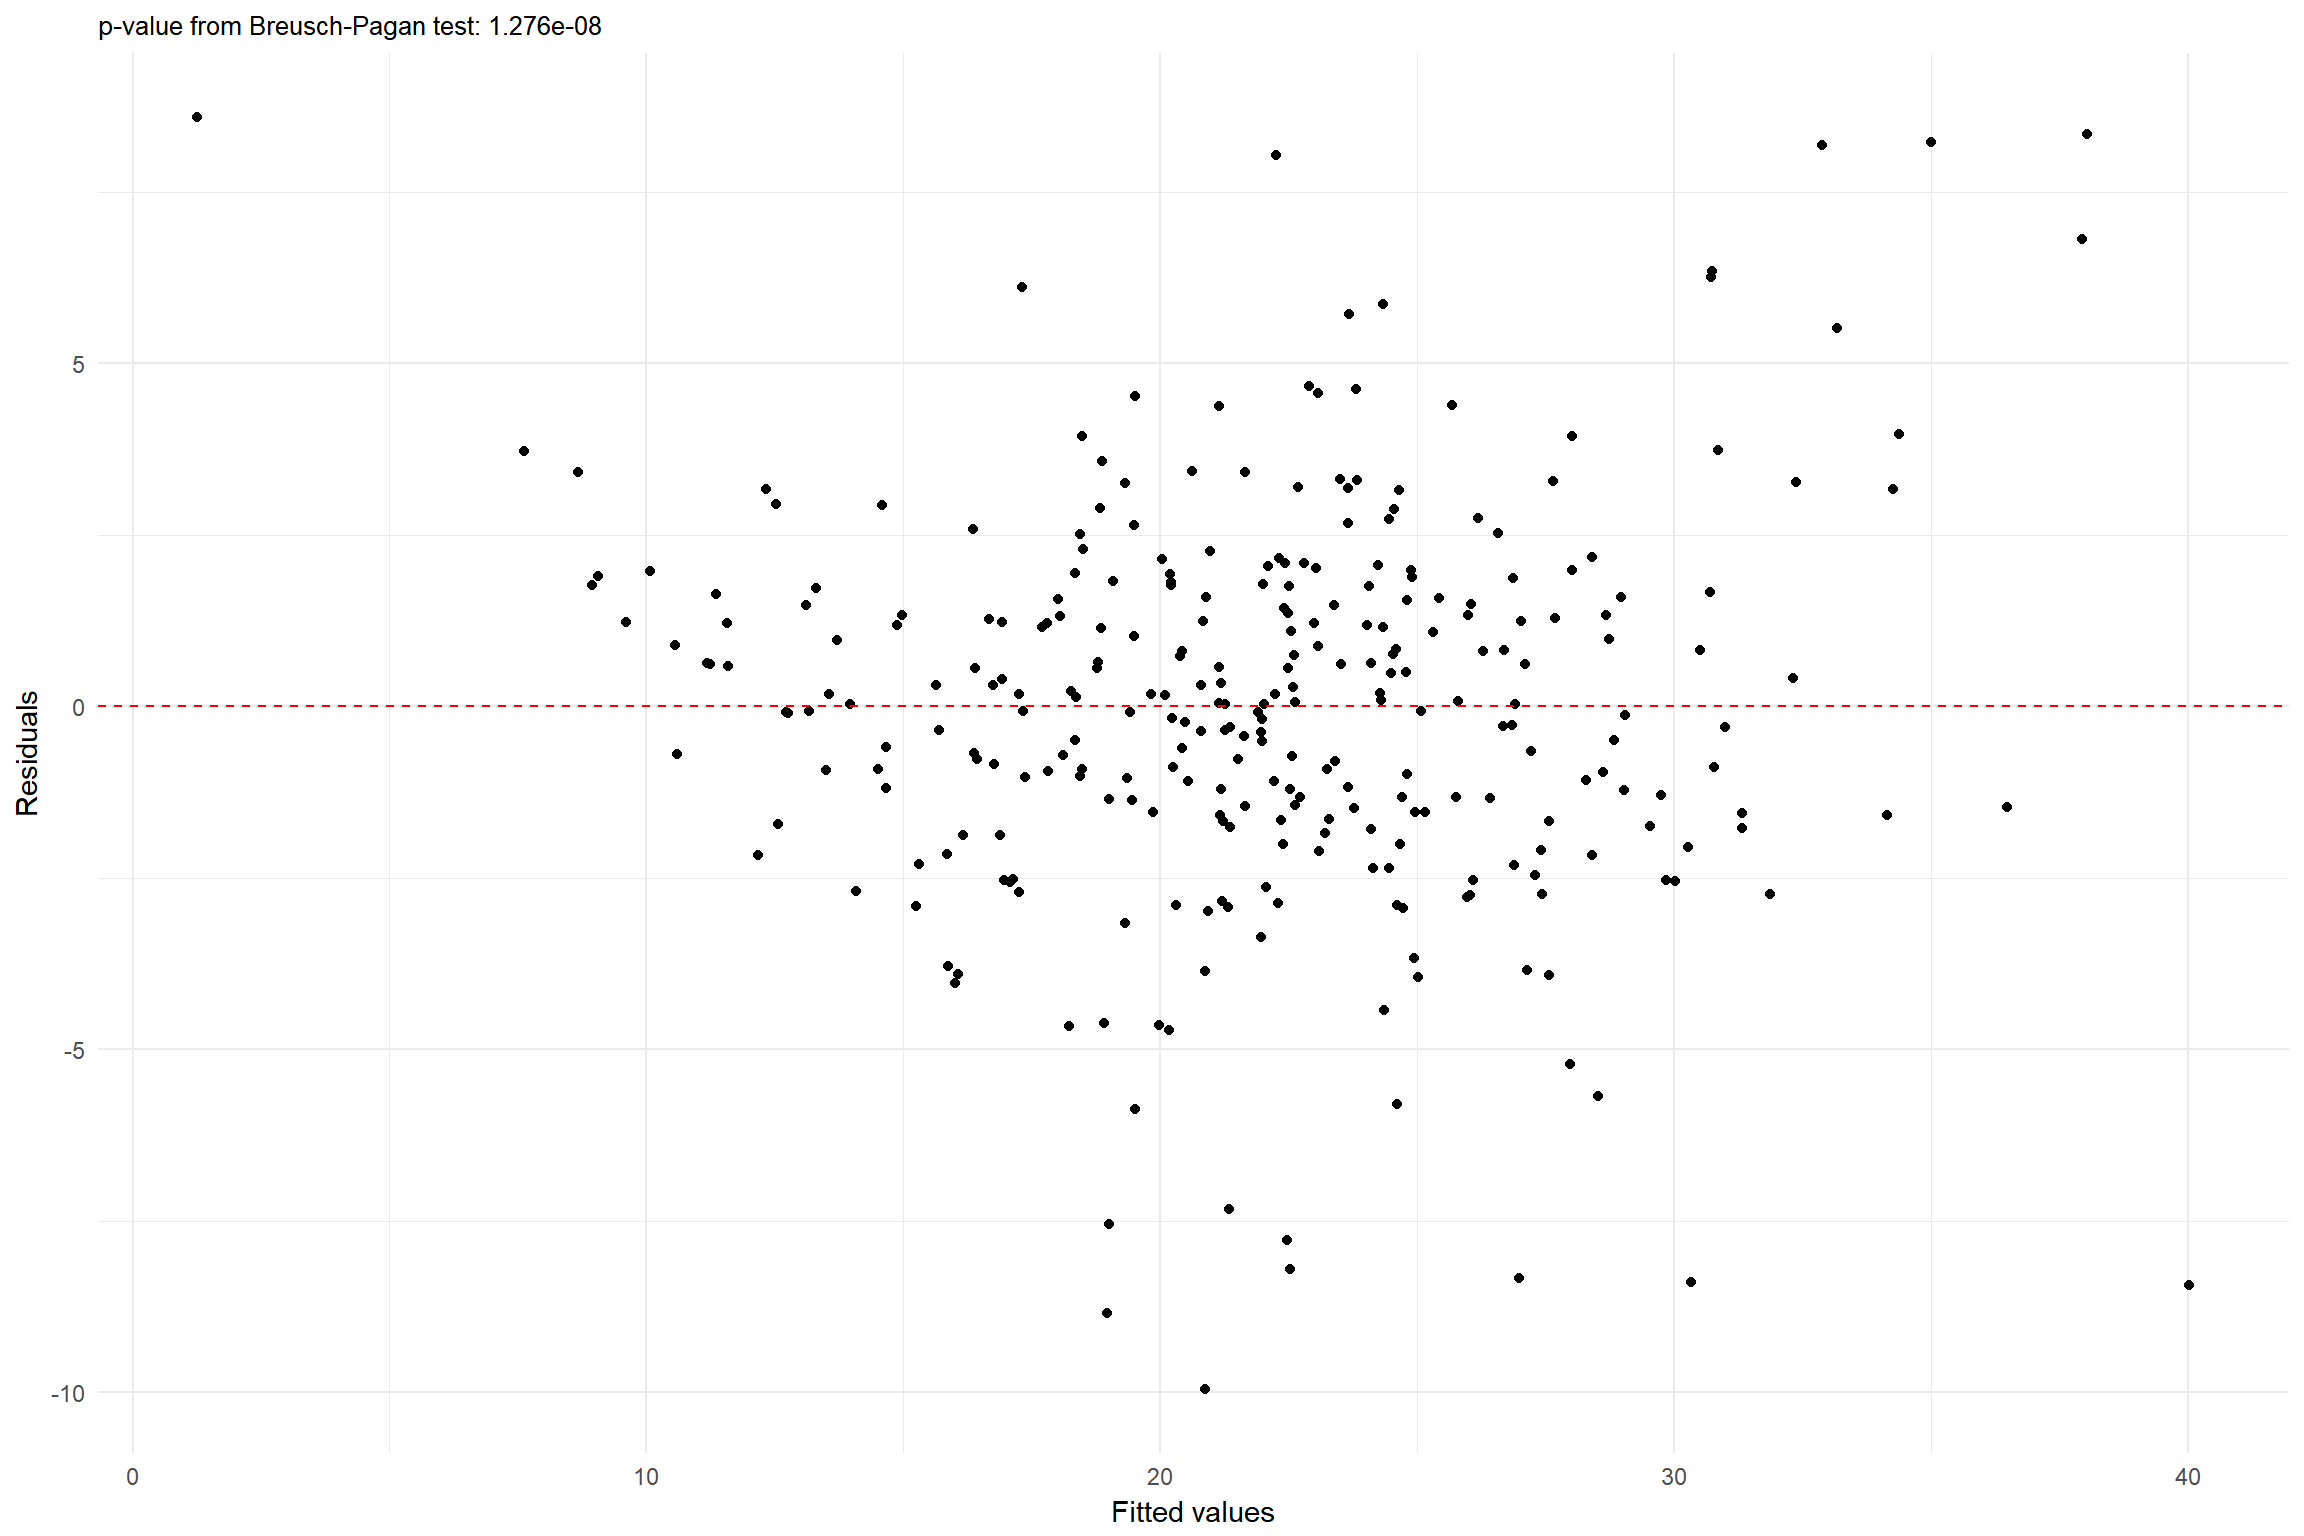 p-value from Breusch-Pagan test: 1.276e-08
5
0
-5
-10
Residuals
0 10 20 30 40
Fitted values